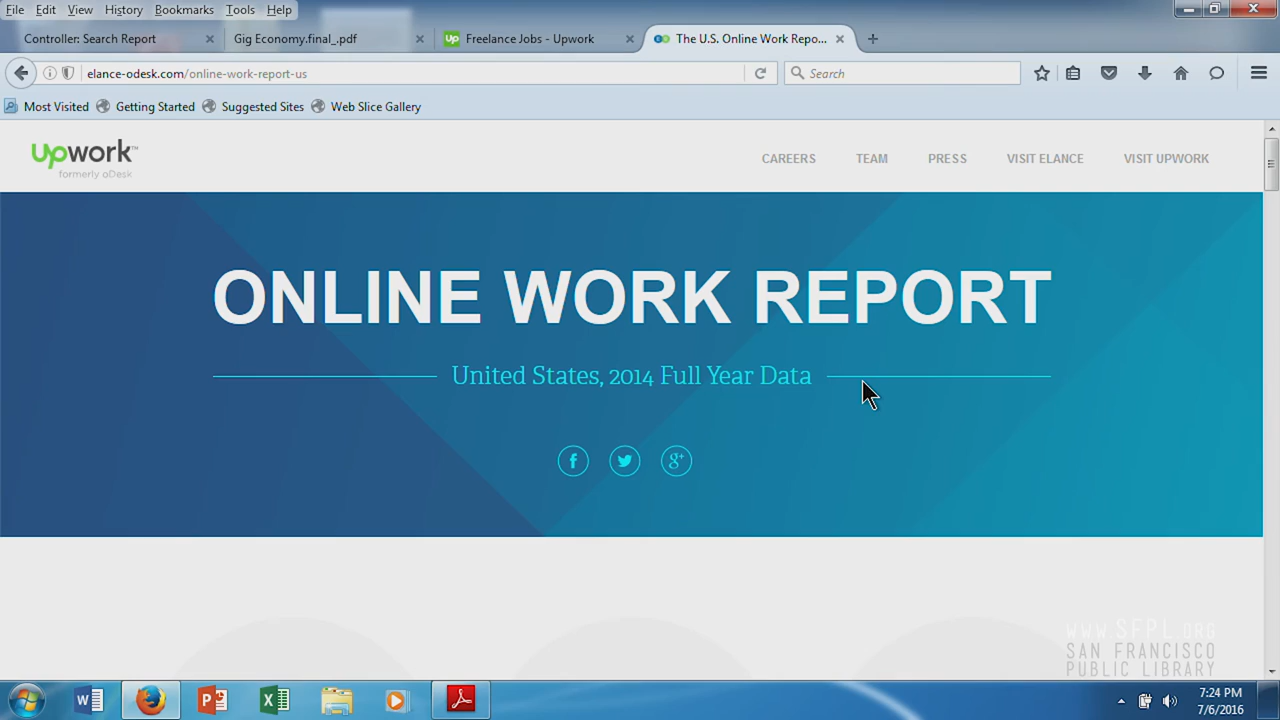 File Edit View History Bookmarks Tools Help
Controller: Search Report
Gig Economy.final_.pdf
Up Freelance Jobs - Upwork
The U.S. Online Work Repo...
elance-odesk.com/online-work-report-us
Search
Most Visited Getting Started Suggested Sites Web Slice Gallery
Upwork™
formerly oDesk
CAREERS TEAM PRESS VISIT ELANCE VISIT UPWORK
ONLINE WORK REPORT
United States, 2014 Full Year Data
f g+
WWW.SFPL.ORG
SAN FRANCISCO
PUBLIC LIBRARY
7:24 PM
7/6/2016